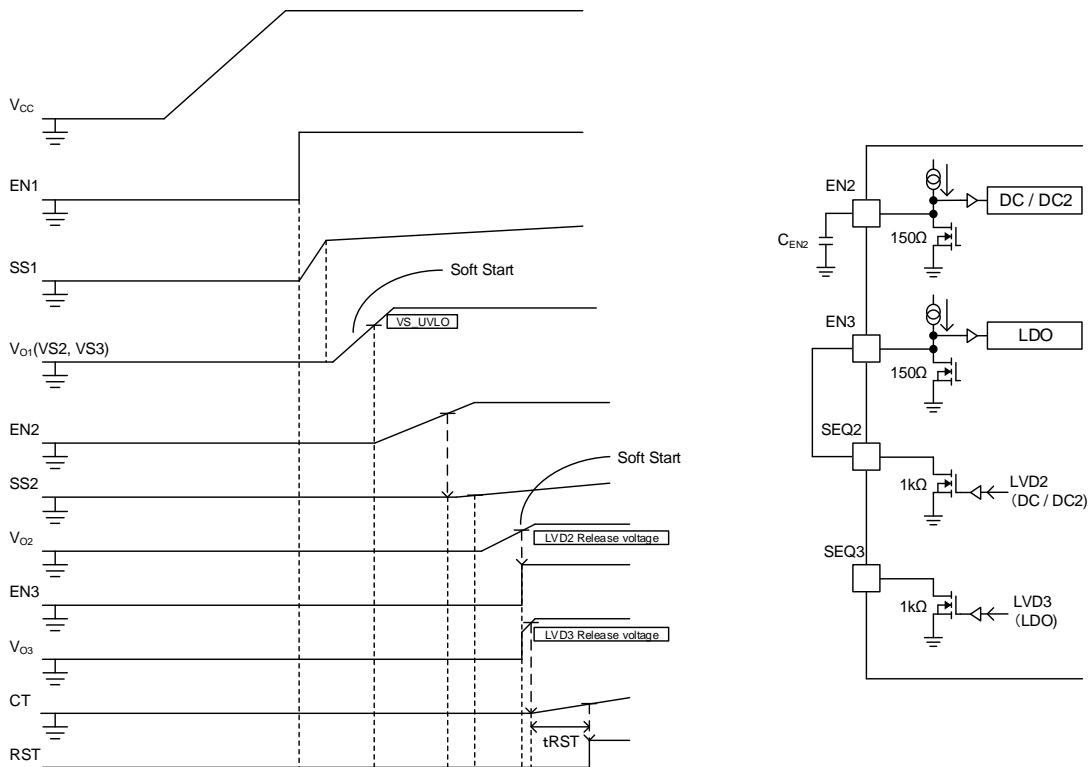 VCC
EN1
SS1
Soft Start
VS_UVLO
VO1(VS2, VS3)
EN2
SS2
Soft Start
VO2
LVD2 Release voltage
EN3
VO3
LVD3 Release voltage
CT
tRST
RST
EN2
DC / DC2
CEN2
150Ω
EN3
LDO
150Ω
SEQ2
1kΩ
LVD2
(DC / DC2)
SEQ3
1kΩ
LVD3
(LDO)